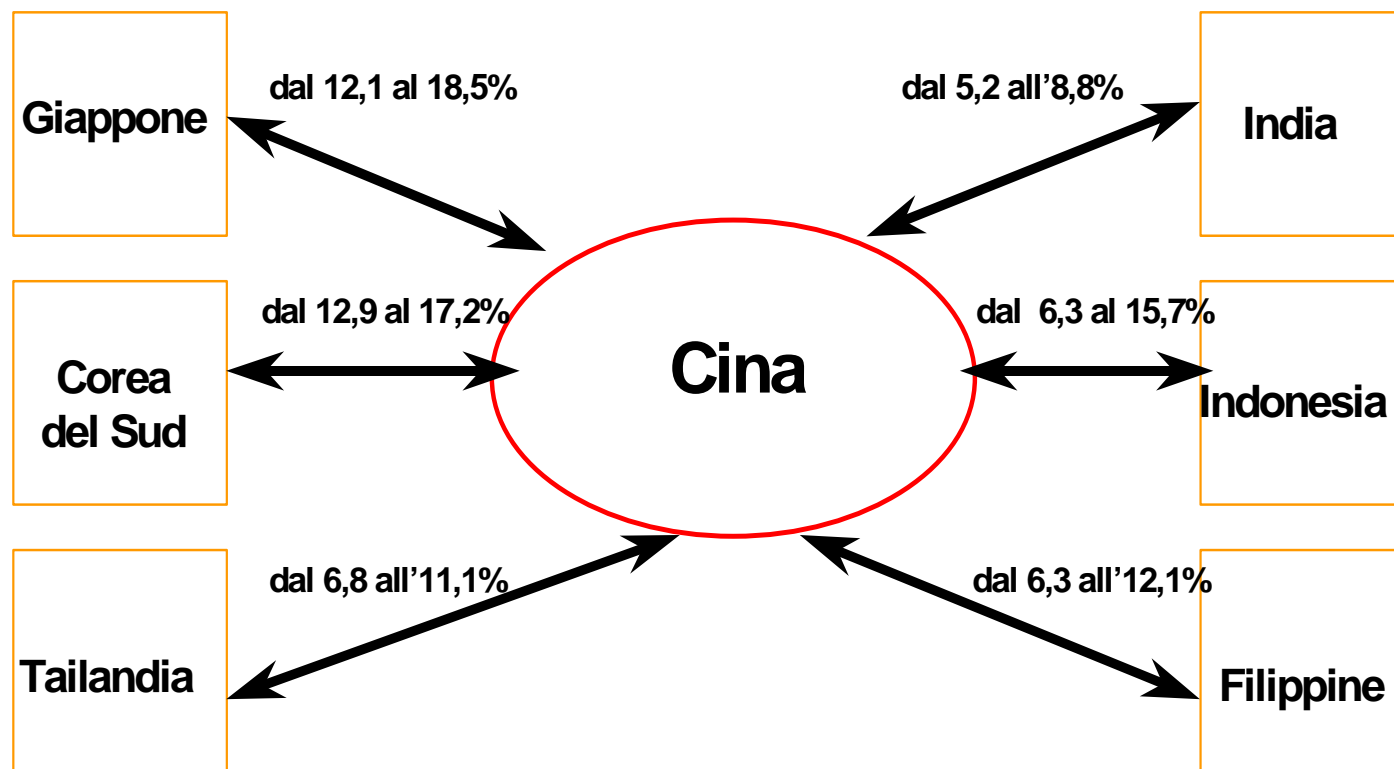 dal 12,1 al 18,5%
dal 5,2 all’8,8%
Giappone
India
dal 12,9 al 17,2%
dal 6,3 al 15,7%
Cina
Corea
del Sud
Indonesia
dal 6,8 all’11,1%
dal 6,3 all’12,1%
Tailandia
Filippine